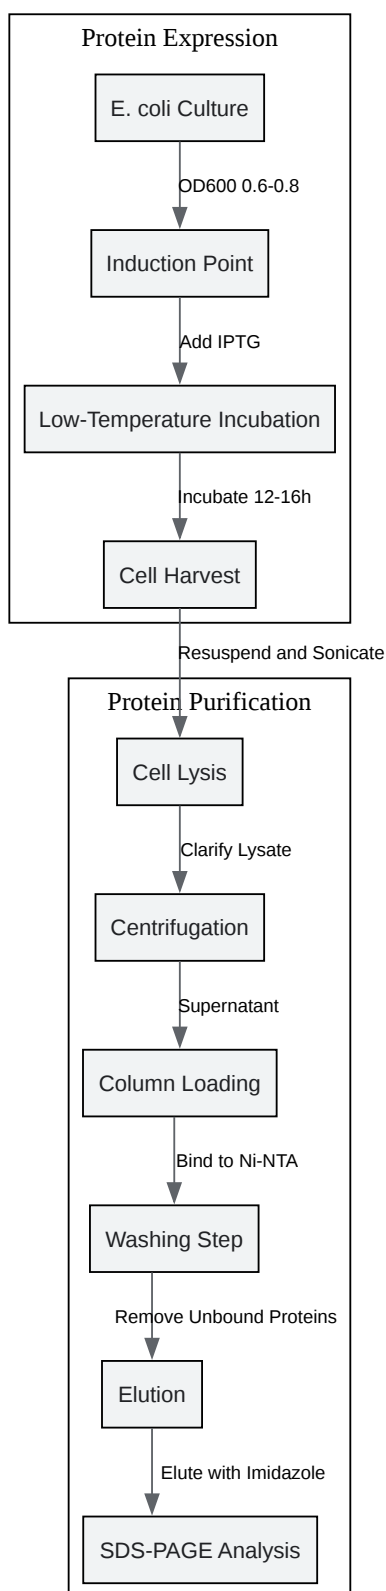 Protein Expression
E. coli Culture
OD600 0.6-0.8
Induction Point
Add IPTG
Low-Temperature Incubation
Incubate 12-16h
Cell Harvest
Resuspend and Sonicate
Protein Purification
Cell Lysis
Clarify Lysate
Centrifugation
Supernatant
Column Loading
Bind to Ni-NTA
Washing Step
Remove Unbound Proteins
Elution
Elute with Imidazole
SDS-PAGE Analysis